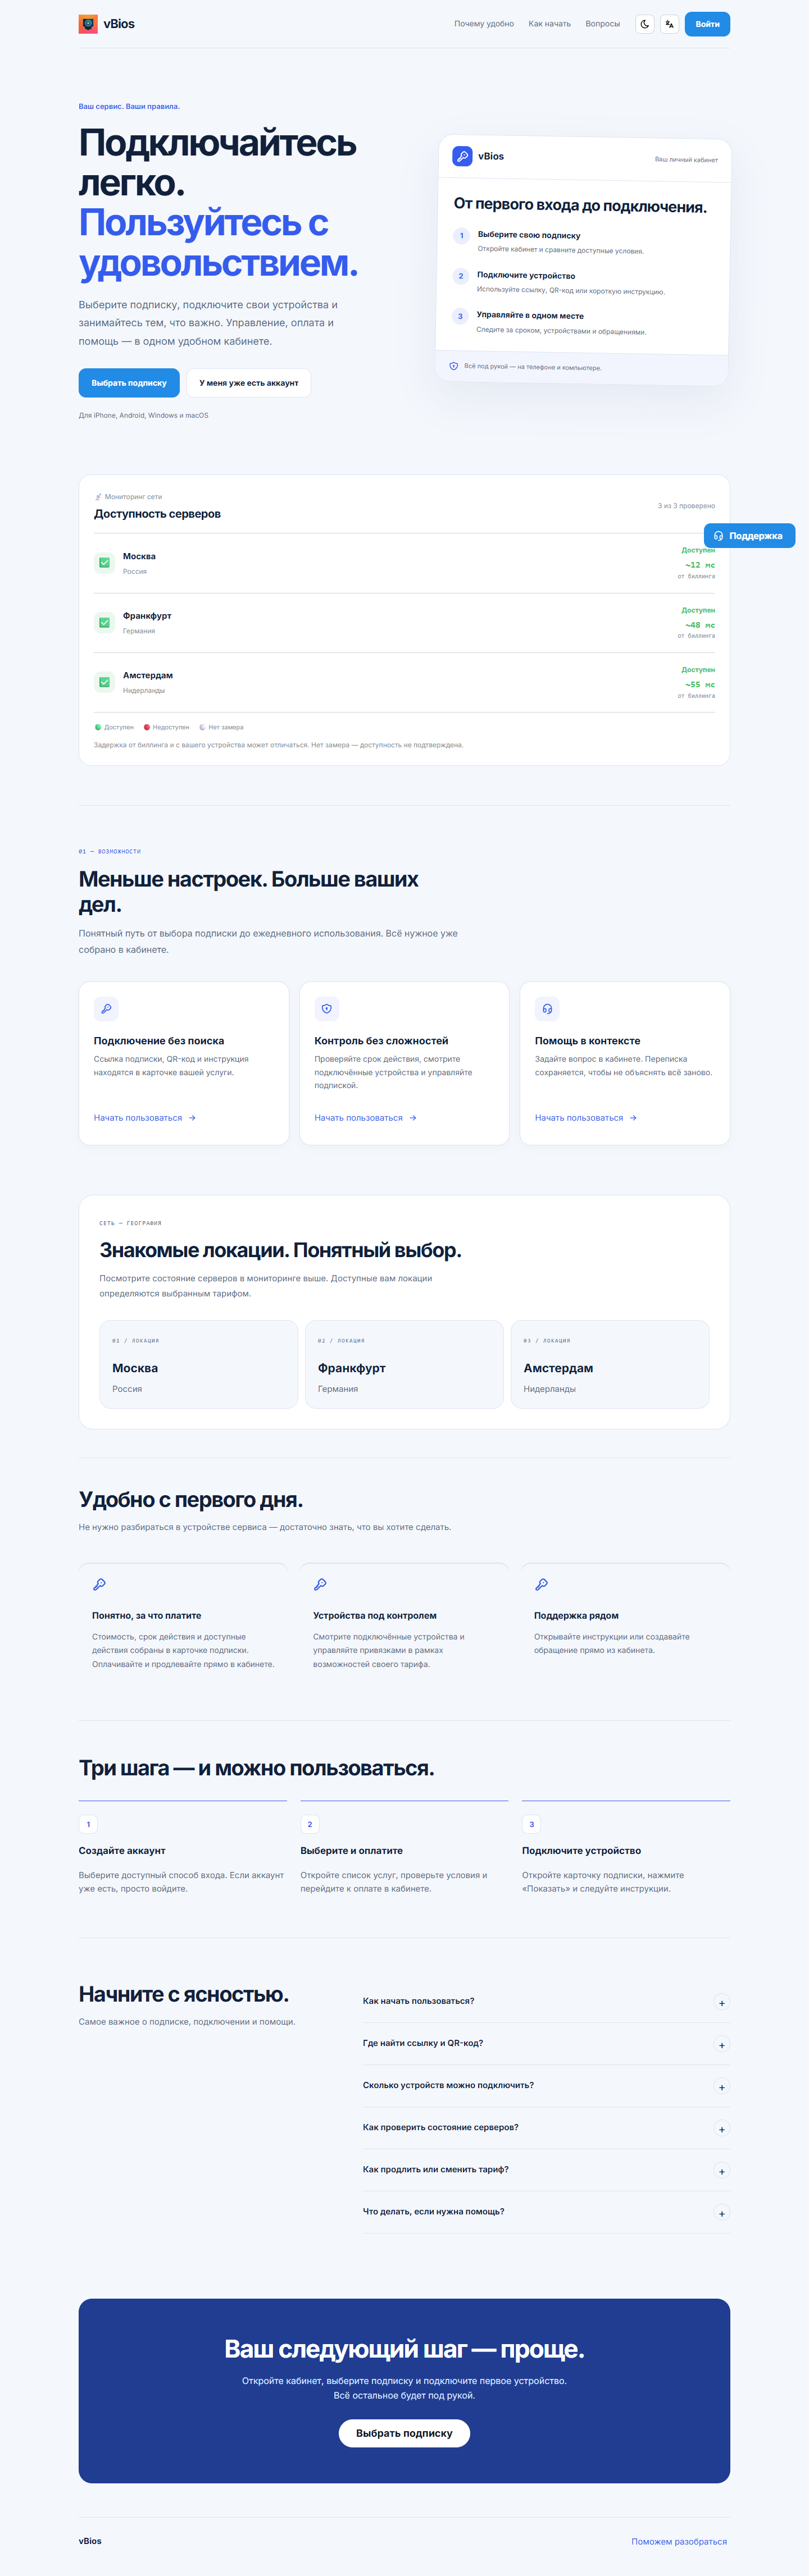 vBios
Почему удобно
Как начать
Вопросы
Войти
Ваш сервис. Ваши правила.
Подключайтесь
легко.
Пользуйтесь с
удовольствием.
Выберите подписку, подключите свои устройства и
занимайтесь тем, что важно. Управление, оплата и
помощь — в одном удобном кабинете.
Выбрать подписку
У меня уже есть аккаунт
Для iPhone, Android, Windows и macOS
vBios
Ваш личный кабинет
От первого входа до подключения.
1
Выберите свою подписку
Откройте кабинет и сравните доступные условия.
2
Подключите устройство
Используйте ссылку, QR-код или короткую инструкцию.
3
Управляйте в одном месте
Следите за сроком, устройствами и обращениями.
Всё под рукой — на телефоне и компьютере.
Мониторинг сети
Доступность серверов
3 из 3 проверено
Поддержка
Москва
Россия
Доступен
~12 мс
от биллинга
Франкфурт
Германия
Доступен
~48 мс
от биллинга
Амстердам
Нидерланды
Доступен
~55 мс
от биллинга
Доступен
Недоступен
Нет замера
Задержка от биллинга и с вашего устройства может отличаться. Нет замера — доступность не подтверждена.
01 — ВОЗМОЖНОСТИ
Меньше настроек. Больше ваших
дел.
Понятный путь от выбора подписки до ежедневного использования. Всё нужное уже
собрано в кабинете.
Подключение без поиска
Ссылка подписки, QR-код и инструкция
находятся в карточке вашей услуги.
Начать пользоваться →
Контроль без сложностей
Проверяйте срок действия, смотрите
подключённые устройства и управляйте
подпиской.
Начать пользоваться →
Помощь в контексте
Задайте вопрос в кабинете. Переписка
сохраняется, чтобы не объяснять всё заново.
Начать пользоваться →
СЕТЬ — ГЕОГРАФИЯ
Знакомые локации. Понятный выбор.
Посмотрите состояние серверов в мониторинге выше. Доступные вам локации
определяются выбранным тарифом.
01 / ЛОКАЦИЯ
Москва
Россия
02 / ЛОКАЦИЯ
Франкфурт
Германия
03 / ЛОКАЦИЯ
Амстердам
Нидерланды
Удобно с первого дня.
Не нужно разбираться в устройстве сервиса — достаточно знать, что вы хотите сделать.
Понятно, за что платите
Стоимость, срок действия и доступные
действия собраны в карточке подписки.
Оплачивайте и продлевайте прямо в кабинете.
Устройства под контролем
Смотрите подключённые устройства и
управляйте привязками в рамках
возможностей своего тарифа.
Поддержка рядом
Открывайте инструкции или создавайте
обращение прямо из кабинета.
Три шага — и можно пользоваться.
1
Создайте аккаунт
Выберите доступный способ входа. Если аккаунт
уже есть, просто войдите.
2
Выберите и оплатите
Откройте список услуг, проверьте условия и
перейдите к оплате в кабинете.
3
Подключите устройство
Откройте карточку подписки, нажмите
«Показать» и следуйте инструкции.
Начните с ясностью.
Самое важное о подписке, подключении и помощи.
Как начать пользоваться?
+
Где найти ссылку и QR-код?
+
Сколько устройств можно подключить?
+
Как проверить состояние серверов?
+
Как продлить или сменить тариф?
+
Что делать, если нужна помощь?
+
Ваш следующий шаг — проще.
Откройте кабинет, выберите подписку и подключите первое устройство.
Всё остальное будет под рукой.
Выбрать подписку
vBios
Поможем разобраться